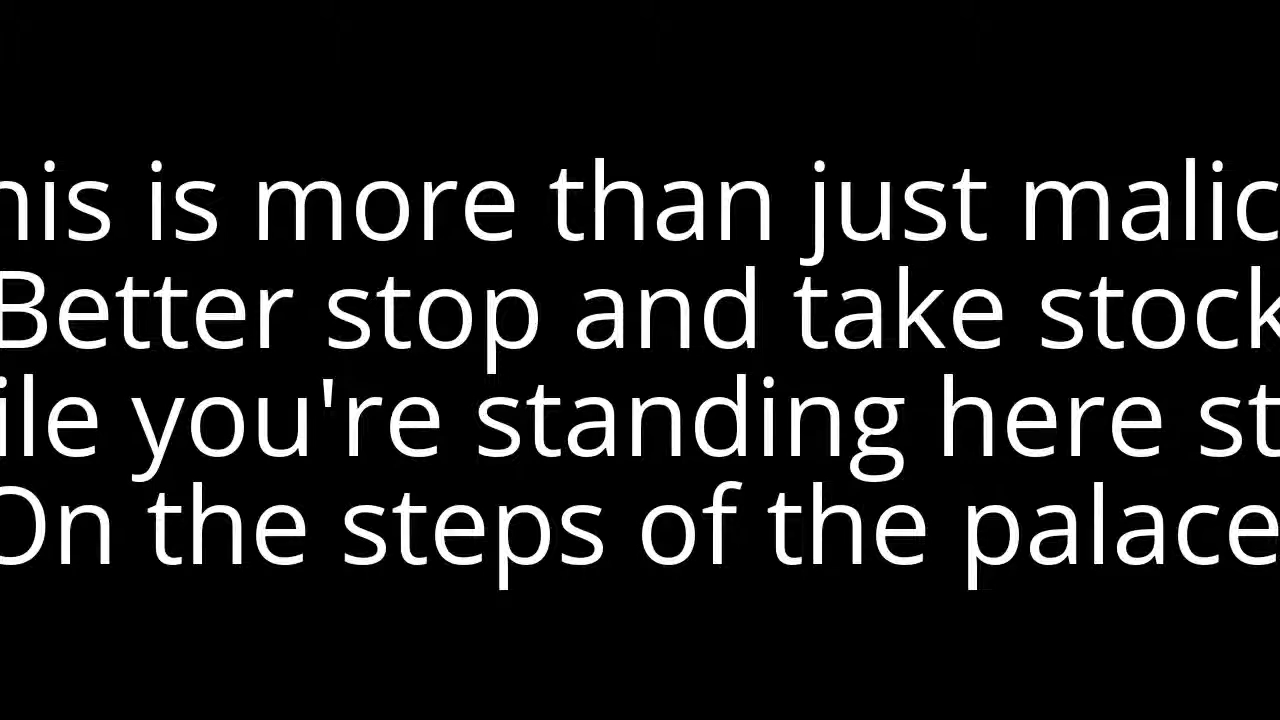 his is more than just malic
Better stop and take stock
ile you're standing here st
On the steps of the palace